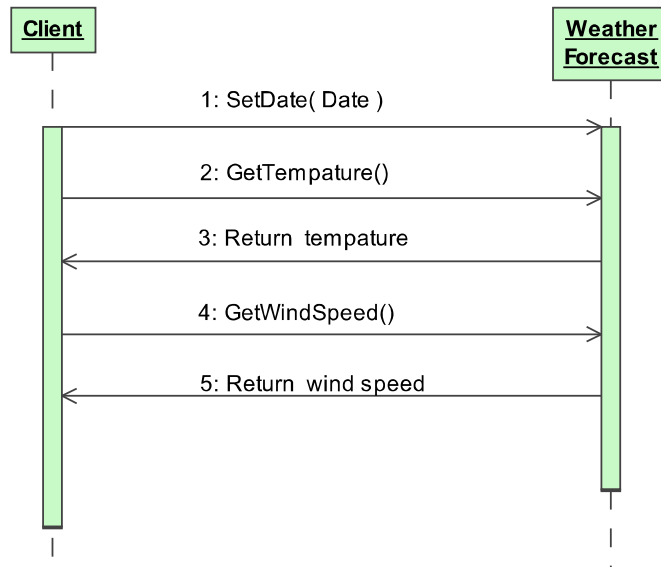 Client
Weather
Forecast
1: SetDate( Date )
2: GetTempature()
3: Return tempature
4: GetWindSpeed()
5: Return wind speed